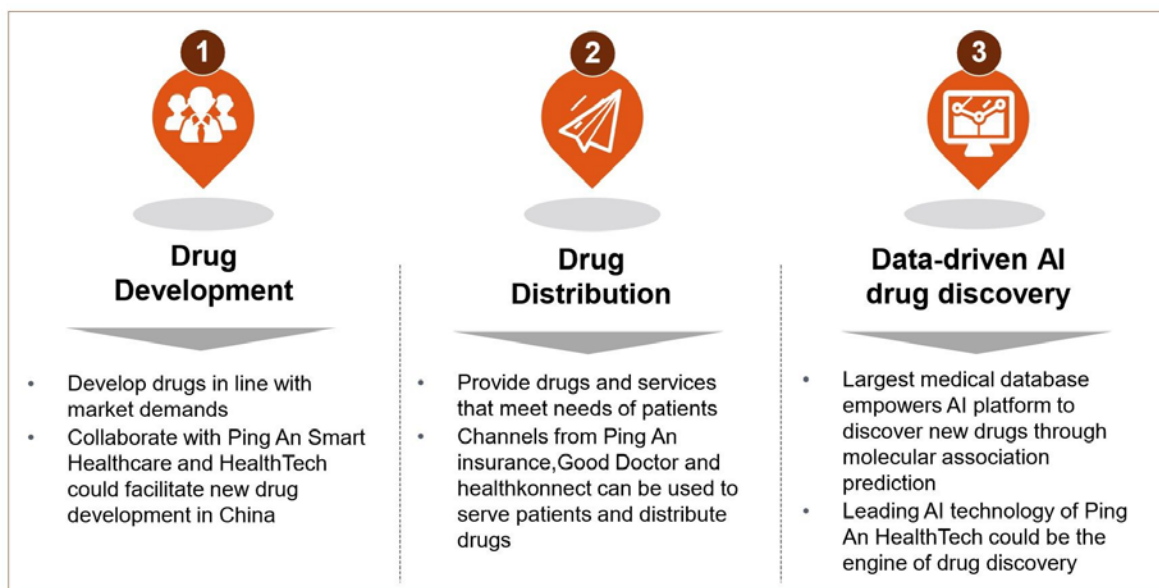 1
Drug
Development
• Develop drugs in line with
market demands
• Collaborate with Ping An Smart
Healthcare and HealthTech
could facilitate new drug
development in China
2
Drug
Distribution
• Provide drugs and services
that meet needs of patients
• Channels from Ping An
insurance,Good Doctor and
healthkonnect can be used to
serve patients and distribute
drugs
3
Data-driven AI
drug discovery
• Largest medical database
empowers AI platform to
discover new drugs through
molecular association
prediction
• Leading AI technology of Ping
An HealthTech could be the
engine of drug discovery